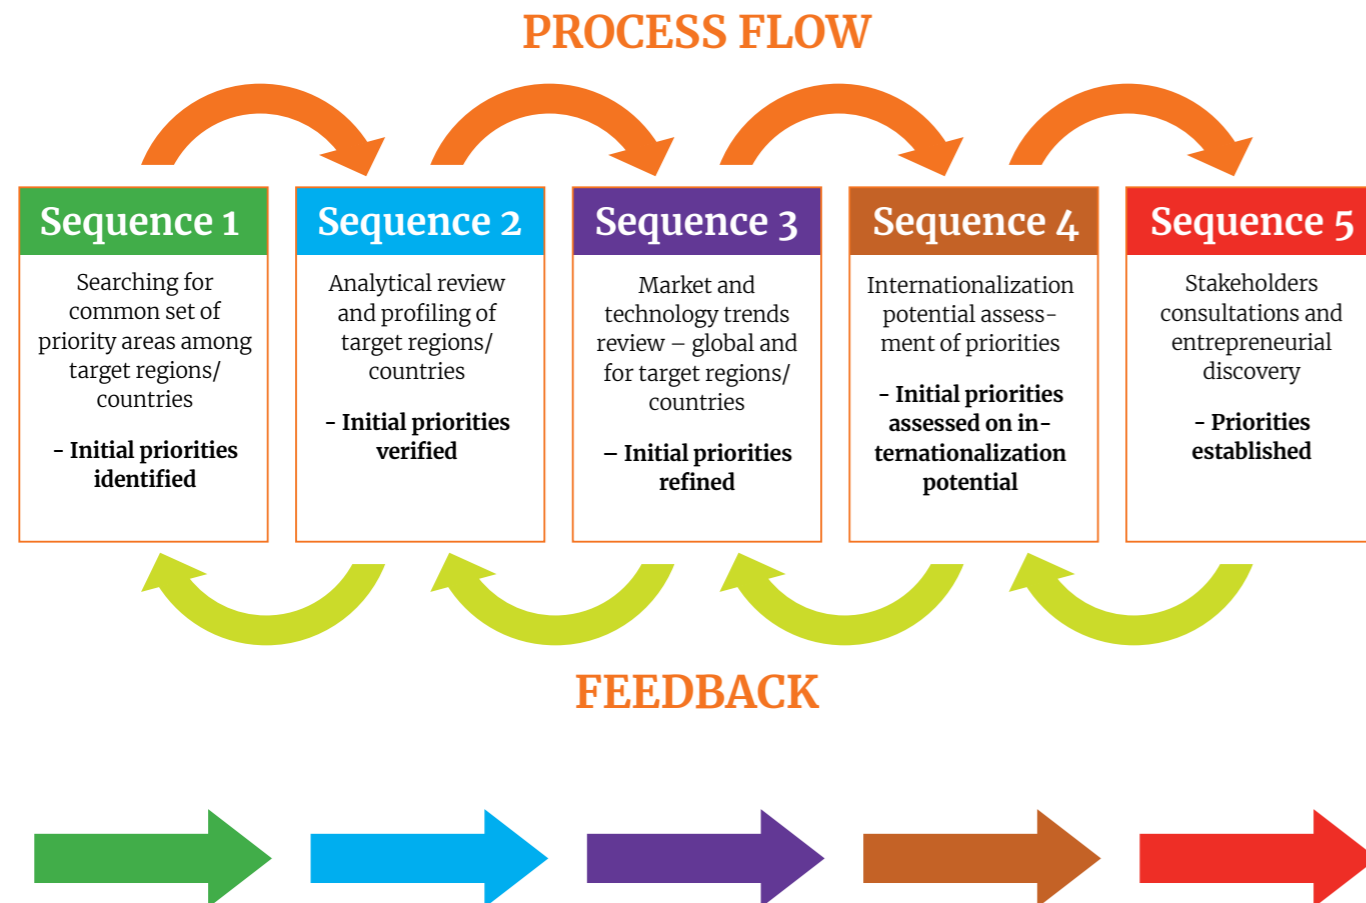 PROCESS FLOW
Sequence 1
Searching for
common set of
priority areas among
target regions/
countries
- Initial priorities
identified
Sequence 2
Analytical review
and profiling of
target regions/
countries
- Initial priorities
verified
Sequence 3
Market and
technology trends
review – global and
for target regions/
countries
– Initial priorities
refined
Sequence 4
Internationalization
potential assess-
ment of priorities
- Initial priorities
assessed on in-
ternationalization
potential
Sequence 5
Stakeholders
consultations and
entrepreneurial
discovery
- Priorities
established
FEEDBACK